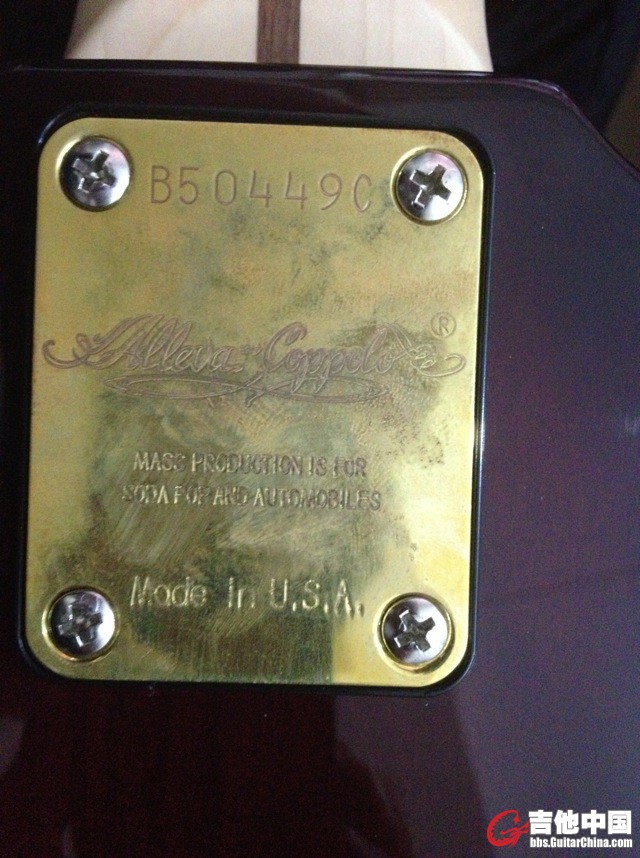 B50449C
Alleva-Coppolo ®
MASS PRODUCTION IS FOR
SODA POP AND AUTOMOBILES
Made in U.S.A.
吉他中国
bbs.GuitarChina.com